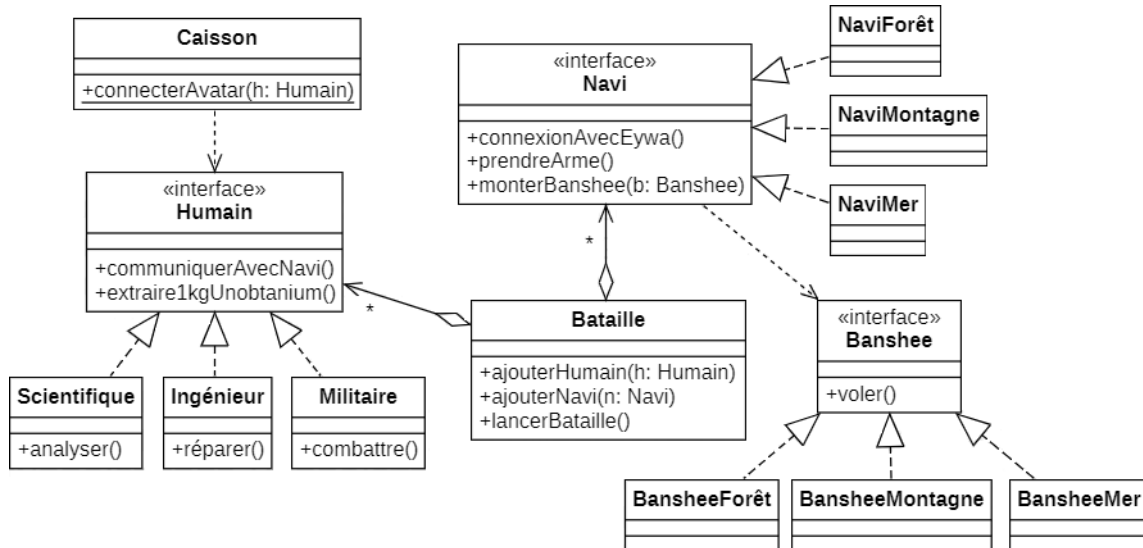 Caisson
+connecterAvatar(h: Humain)
«interface»
Navi
+connexionAvecEywa()
+prendreArme()
+monterBanshee(b: Banshee)
NaviForêt
NaviMontagne
NaviMer
«interface»
Humain
+communiquerAvecNavi()
+extraire1kgUnobtanium()
*
*
Bataille
+ajouterHumain(h: Humain)
+ajouterNavi(n: Navi)
+lancerBataille()
«interface»
Banshee
+voler()
Scientifique
+analyser()
Ingénieur
+réparer()
Militaire
+combattre()
BansheeForêt
BansheeMontagne
BansheeMer